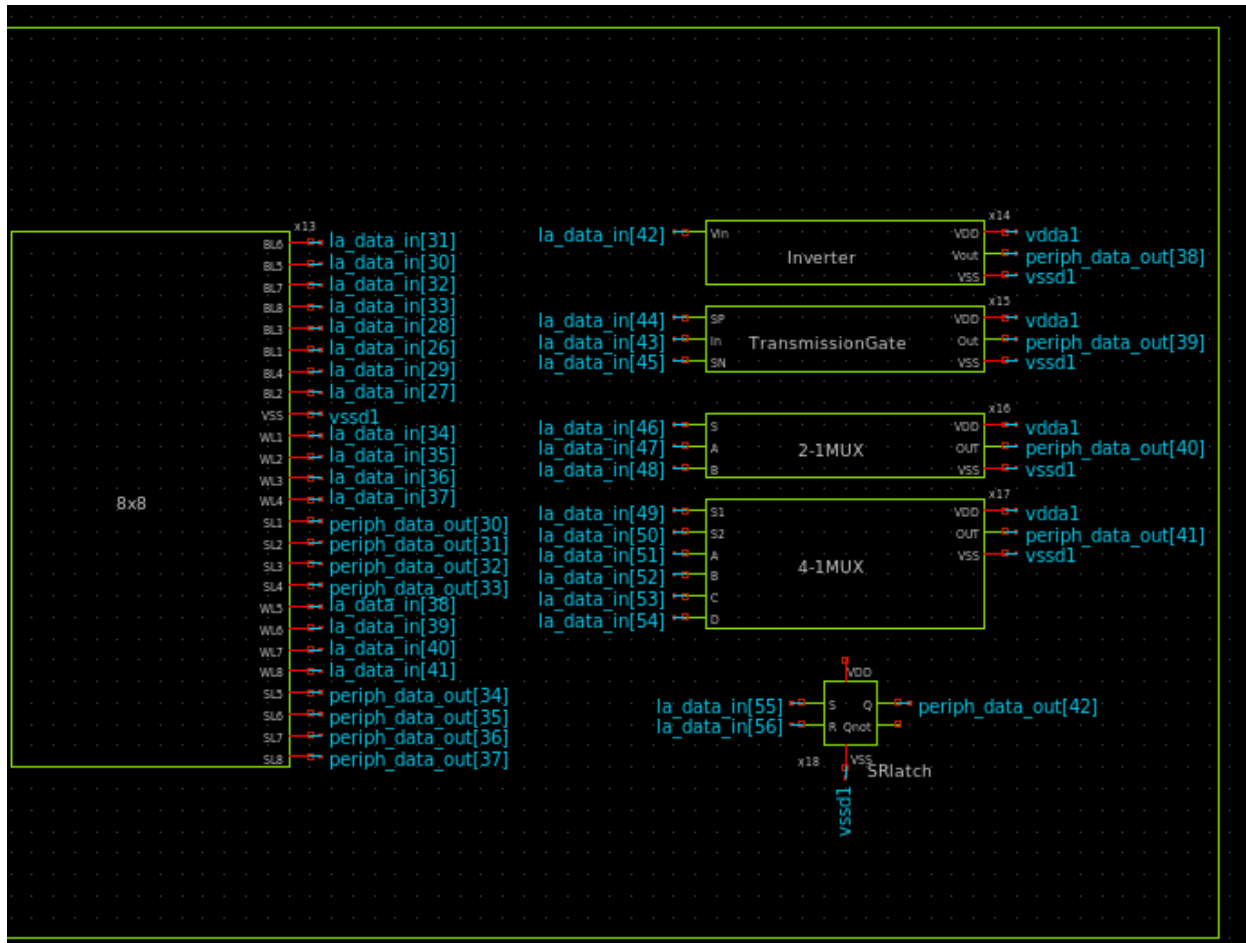 x13
BL6 la_data_in[31]
BL5 la_data_in[30]
BL7 la_data_in[32]
BL8 la_data_in[33]
BL3 la_data_in[28]
BL1 la_data_in[26]
BL4 la_data_in[29]
BL2 la_data_in[27]
VSS vssd1
WL1 la_data_in[34]
WL2 la_data_in[35]
WL3 la_data_in[36]
WL4 la_data_in[37]
8x8
SL1 periph_data_out[30]
SL2 periph_data_out[31]
SL3 periph_data_out[32]
SL4 periph_data_out[33]
WL5 la_data_in[38]
WL6 la_data_in[39]
WL7 la_data_in[40]
WL8 la_data_in[41]
SL5 periph_data_out[34]
SL6 periph_data_out[35]
SL7 periph_data_out[36]
SL8 periph_data_out[37]
x14
la_data_in[42] Vin VDD vdda1
Inverter Vout periph_data_out[38]
VSS vssd1
x15
la_data_in[44] SP VDD vdda1
la_data_in[43] In TransmissionGate Out periph_data_out[39]
la_data_in[45] SN VSS vssd1
x16
la_data_in[46] S VDD vdda1
la_data_in[47] A 2-1MUX OUT periph_data_out[40]
la_data_in[48] B VSS vssd1
x17
la_data_in[49] S1 VDD vdda1
la_data_in[50] S2 OUT periph_data_out[41]
la_data_in[51] A VSS vssd1
la_data_in[52] B 4-1MUX
la_data_in[53] C
la_data_in[54] D
VDD
la_data_in[55] S Q periph_data_out[42]
la_data_in[56] R Qnot
x18 VSS SRlatch
vssd1